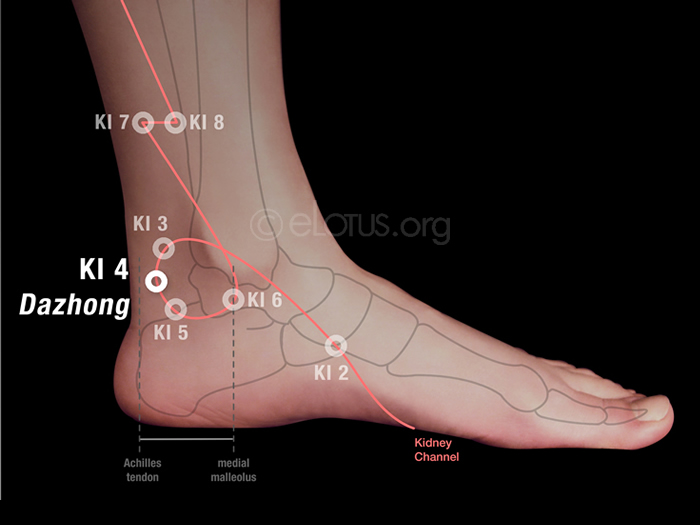 KI 7
KI 8
© eLOTUS.org
KI 3
KI 4
Dazhong
KI 6
KI 5
KI 2
Kidney
Channel
Achilles
tendon
medial
malleolus